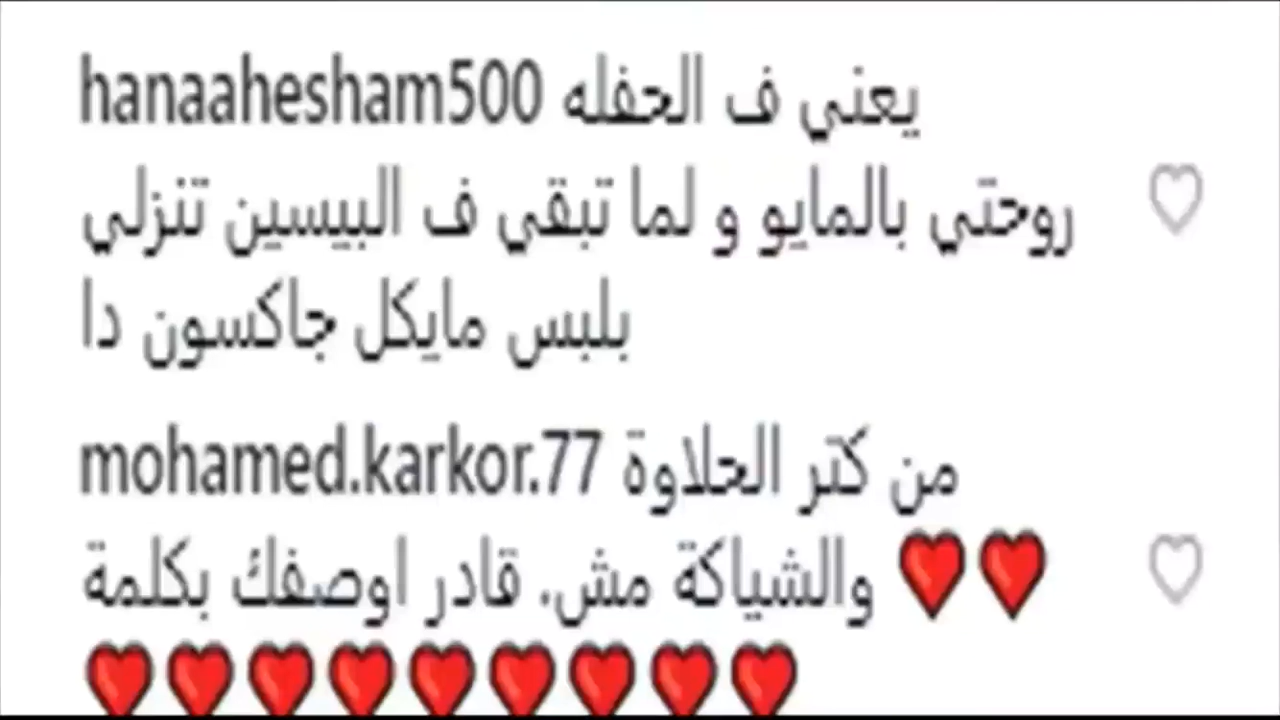 hanaahesham500 يعني ف الحفله
روحتي بالمايو و لما تبقي ف البيسين تنزلي
بلبس مايكل جاكسون دا
mohamed.karkor.77 من كتر الحلاوة
❤️❤️ والشياكة مش. قادر اوصفك بكلمة
❤️❤️❤️❤️❤️❤️❤️❤️❤️